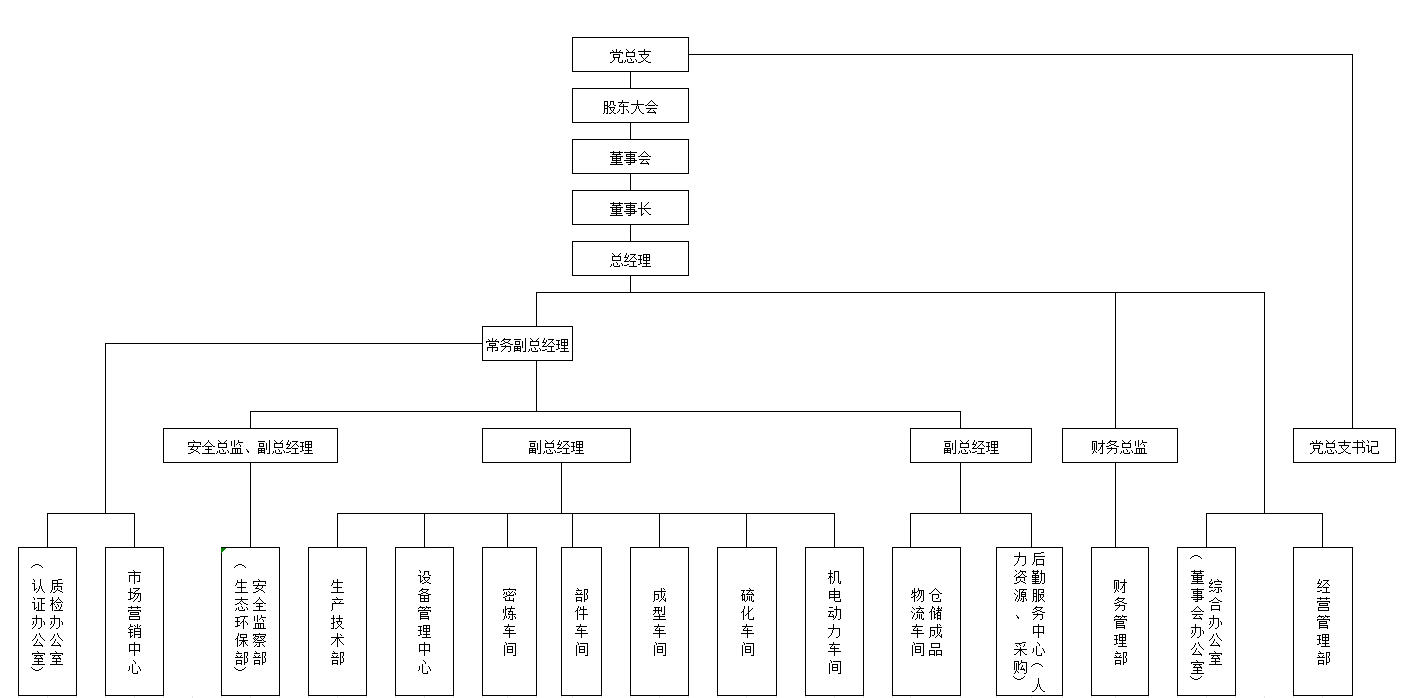 党总支
股东大会
董事会
董事长
总经理
常务副总经理
安全总监、副总经理
副总经理
副总经理
财务总监
党总支书记
质检办公室
(认证办公室)
市场营销中心
安全监察部
(生态环保部)
生产技术部
设备管理中心
密炼车间
部件车间
成型车间
硫化车间
机电动力车间
仓储成品
物流车间
后勤服务中心(人
力资源、采购)
财务管理部
综合办公室
(董事会办公室)
经营管理部